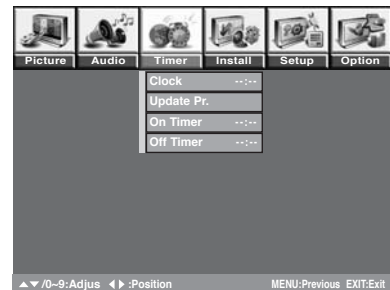 Picture Audio Timer Install Setup Option
Clock --:--
Update Pr.
On Timer --:--
Off Timer --:--
▲▼/0~9:Adjus ◀▶:Position MENU:Previous EXIT:Exit